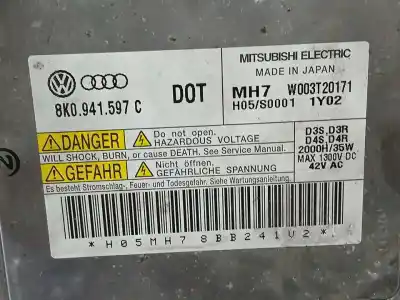 MITSUBISHI ELECTRIC
MADE IN JAPAN
8K0.941.597 C DOT
MH7 W003T20171
H05/S0001 1Y02
DANGER
Do not open.
HAZARDOUS VOLTAGE
WILL SHOCK, BURN, or cause DEATH. See Service Manual.
GEFAHR
Nicht öffnen.
GEFÄHRLICHE SPANNUNG
Es besteht Stromschlag-, Feuer- und Todesgefahr. Siehe Wartungsanleitung.
D3S,D3R
D4S,D4R
2000H/35W
MAX 1300V DC
42V AC
*H05MH78BB241V2*